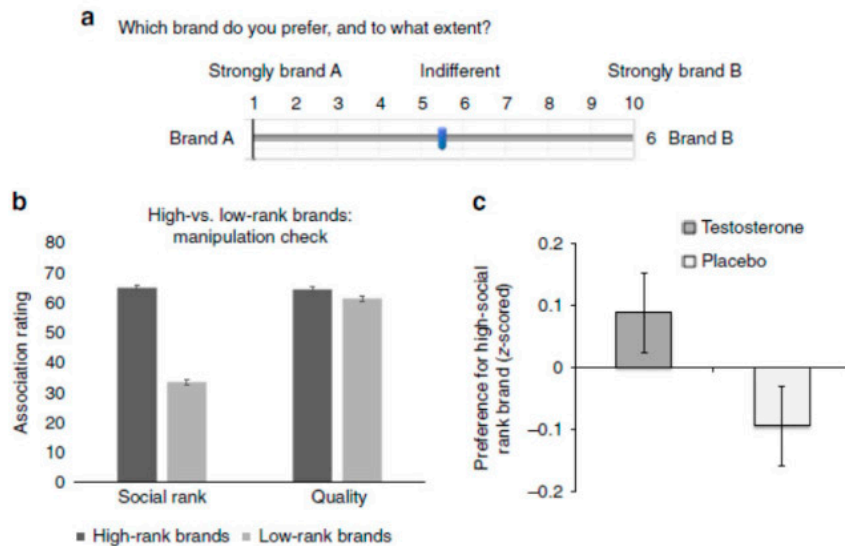 a Which brand do you prefer, and to what extent?
Strongly brand A Indifferent Strongly brand B
1 2 3 4 5 6 7 8 9 10
Brand A 6 Brand B
b
High-vs. low-rank brands:
manipulation check
Association rating
80
70
60
50
40
30
20
10
0
Social rank Quality
High-rank brands Low-rank brands
c
Testosterone
Placebo
Preference for high-social
rank brand (z-scored)
0.2
0.1
0
–0.1
–0.2